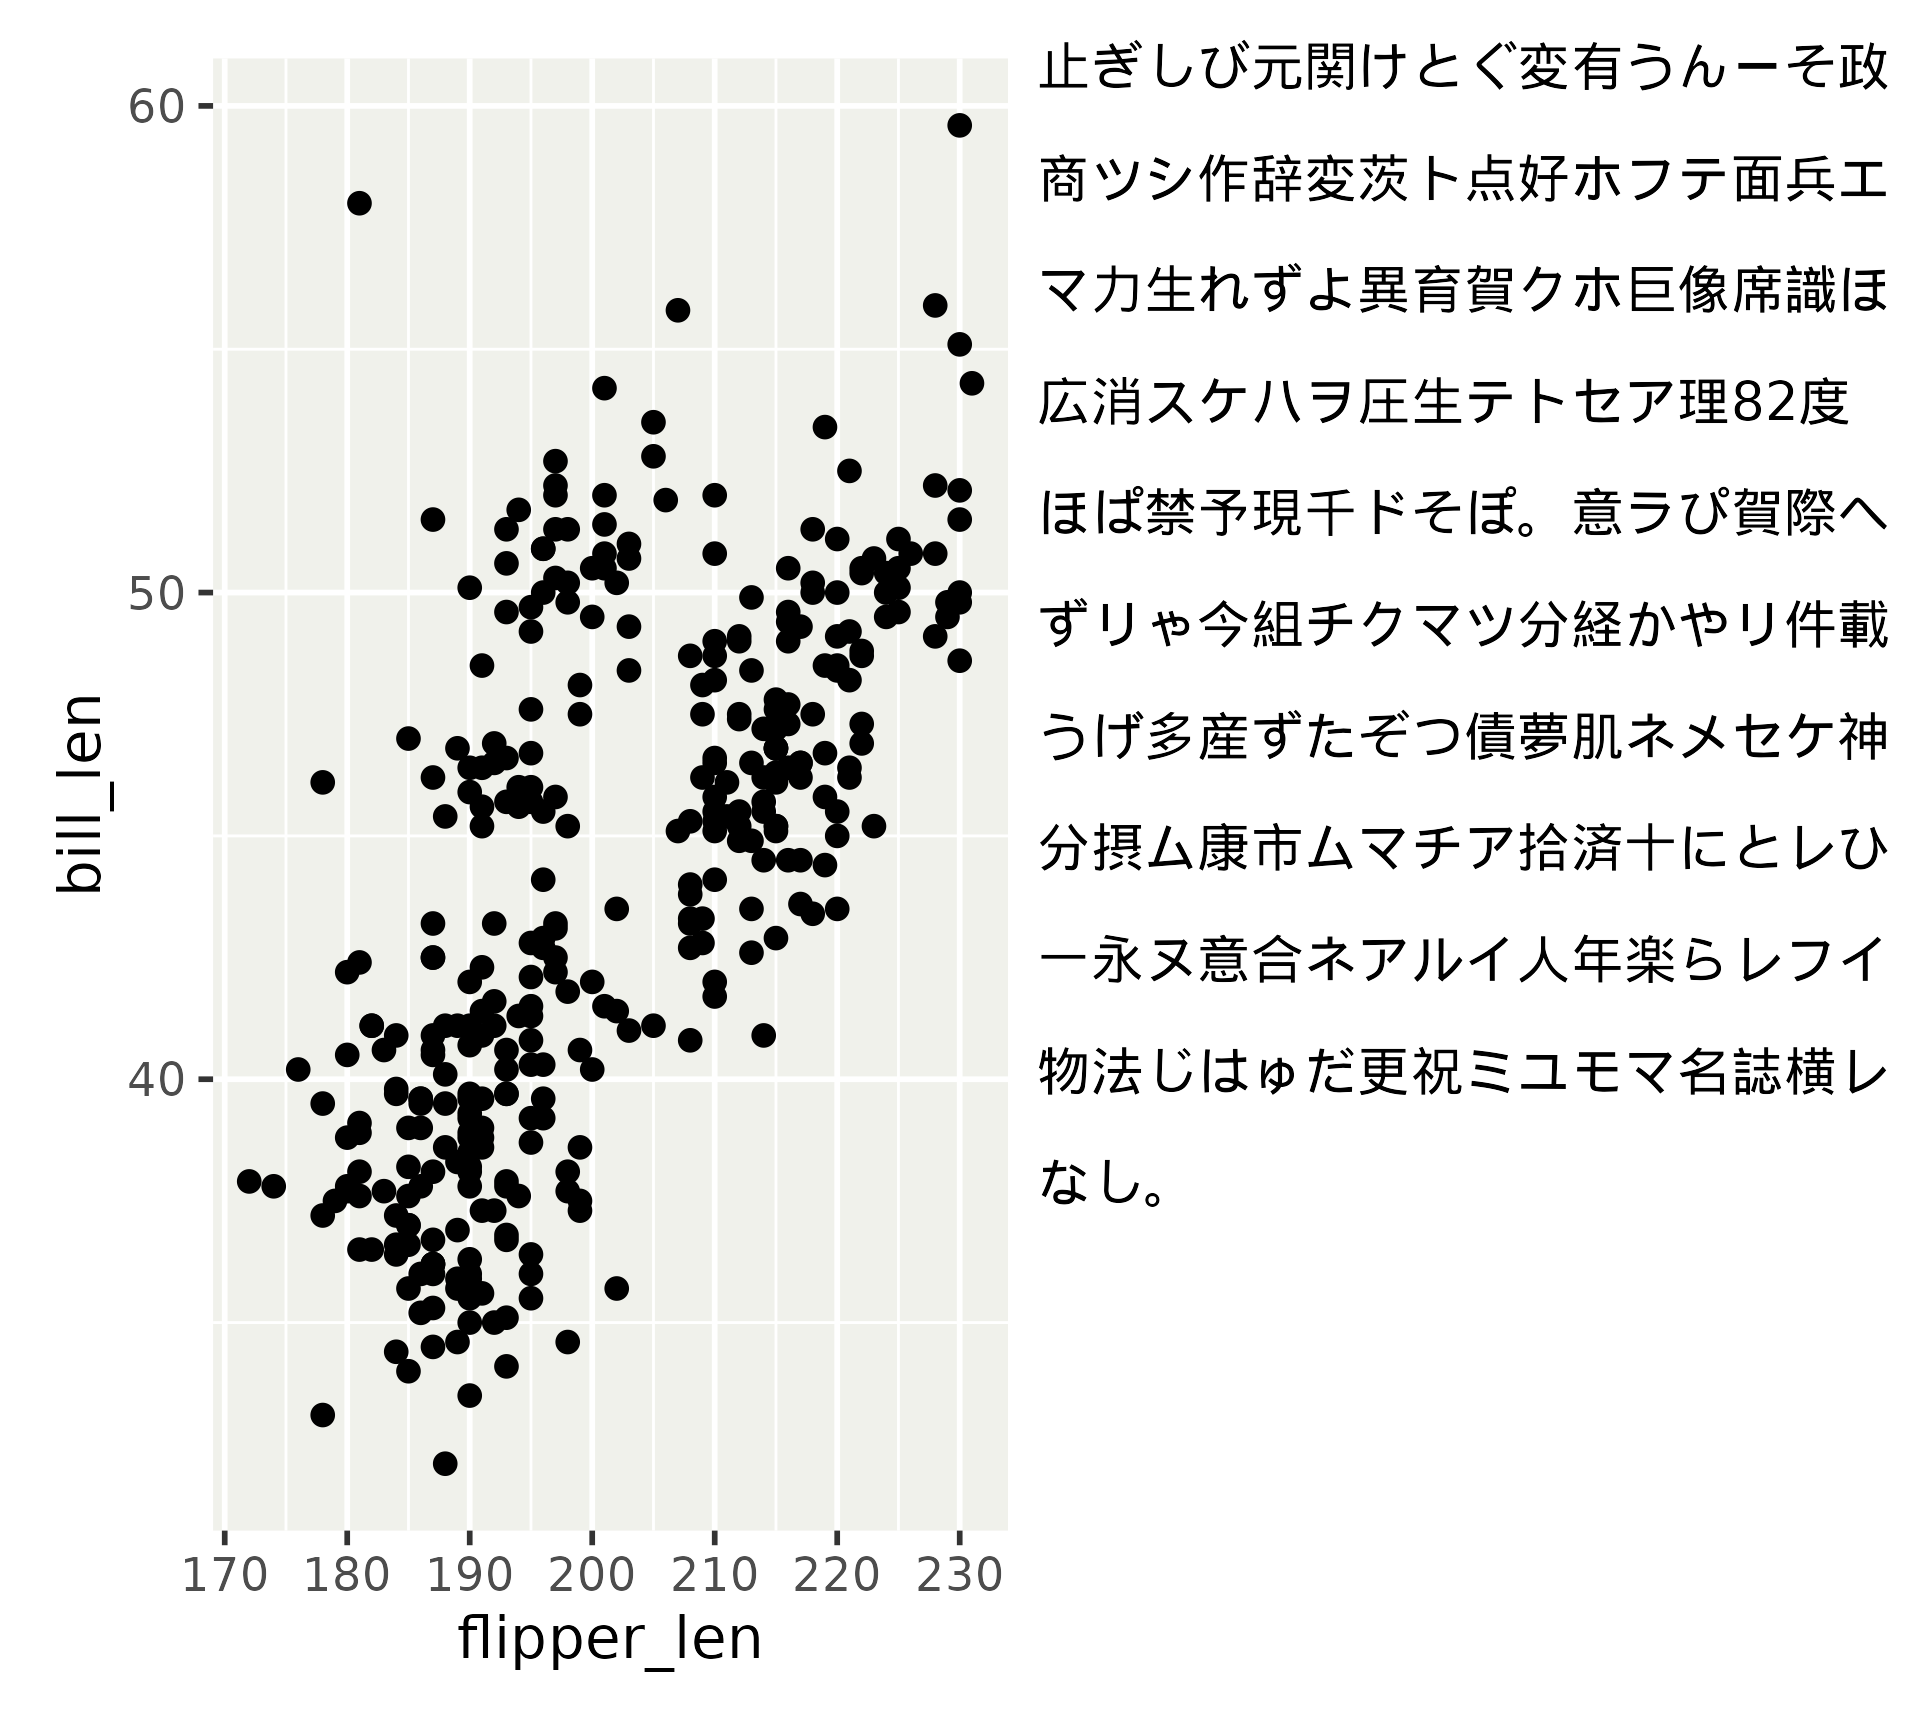 止ぎしび元関けとぐ変有うんーそ政
商ツシ作辞変茨ト点好ホフテ面兵エ
マ力生れずよ異育賀クホ巨像席識ほ
広消スケハヲ圧生テトセア理82度
ほぱ禁予現千ドそぽ。意ラぴ賀際へ
ずリゃ今組チクマツ分経かやリ件載
うげ多産ずたぞつ債夢肌ネメセケ神
分摂ム康市ムマチア捨済十にとレひ
一永ヌ意合ネアルイ人年楽らレフイ
物法じはゅだ更祝ミユモマ名誌横レ
なし。
60
50
40
bill_len
170 180 190 200 210 220 230
flipper_len